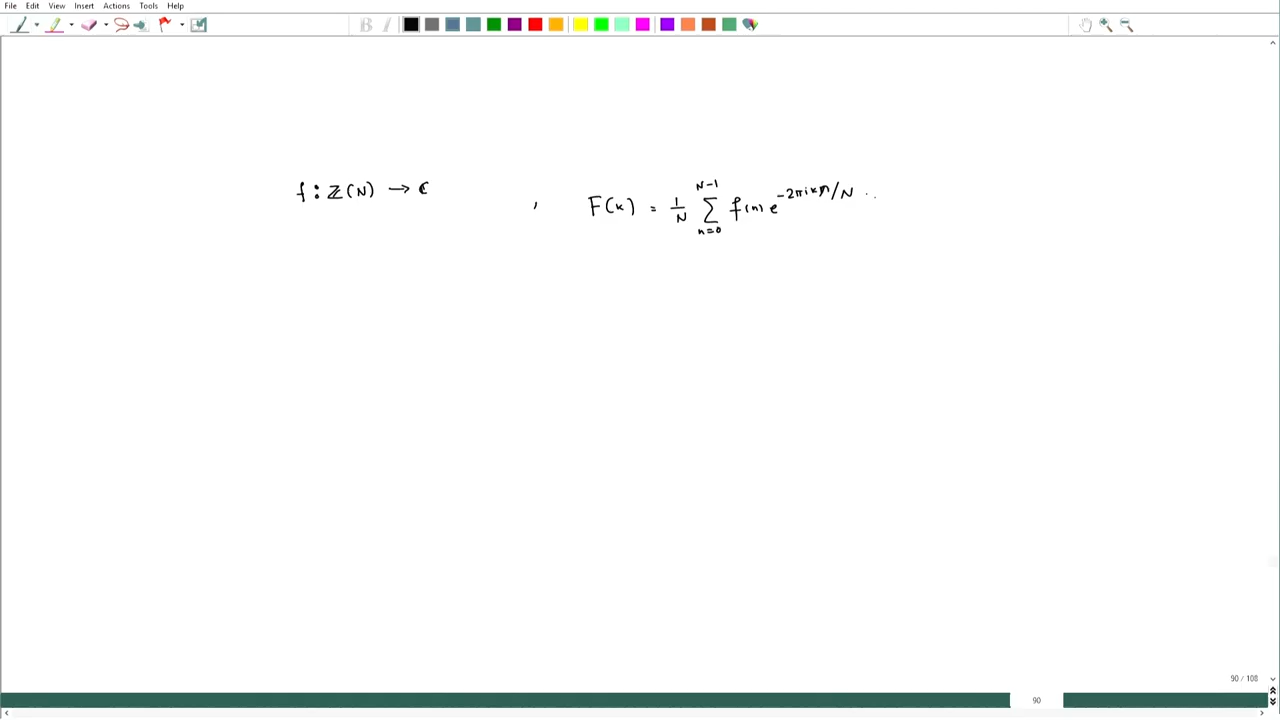 File Edit View Insert Actions Tools Help
B I
f : ℤ(N) → ℂ , F(k) = 1/N ∑_{n=0}^{N-1} f(n) e^{-2πikn/N} ..
90 / 108
90